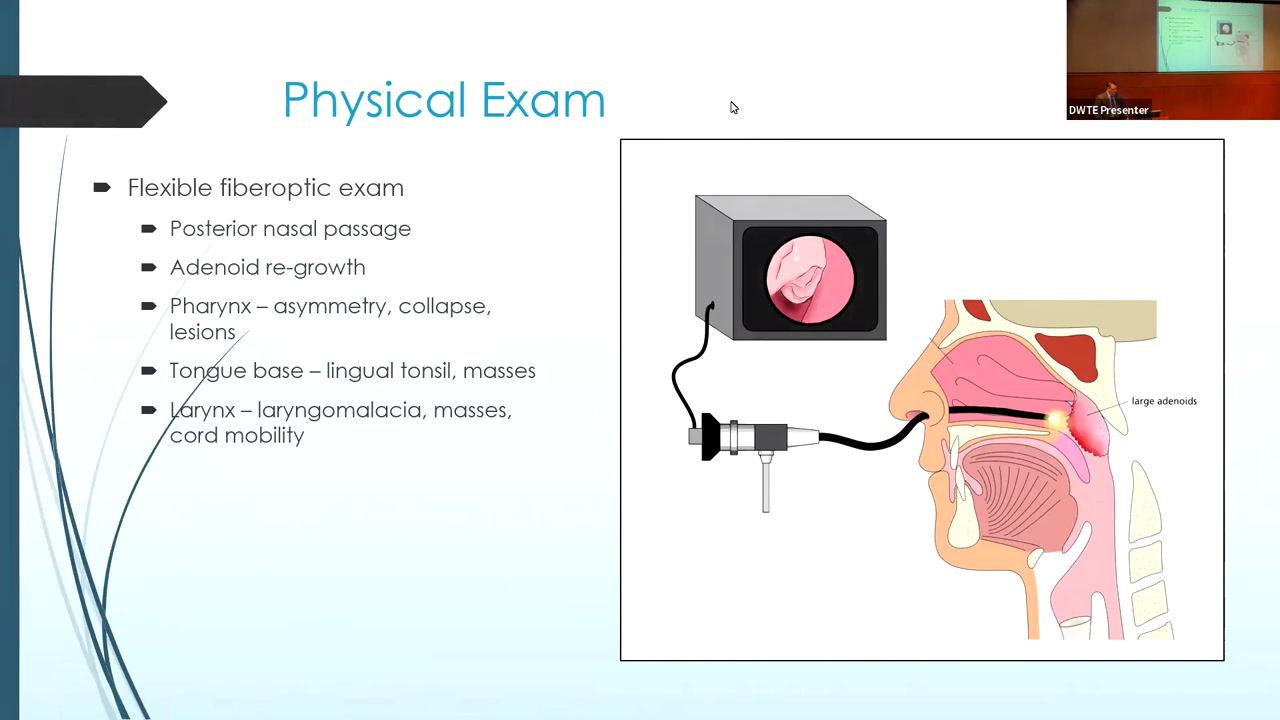 Physical Exam
DWTE Presenter
Flexible fiberoptic exam
Posterior nasal passage
Adenoid re-growth
Pharynx – asymmetry, collapse,
lesions
Tongue base – lingual tonsil, masses
Larynx – laryngomalacia, masses,
cord mobility
large adenoids